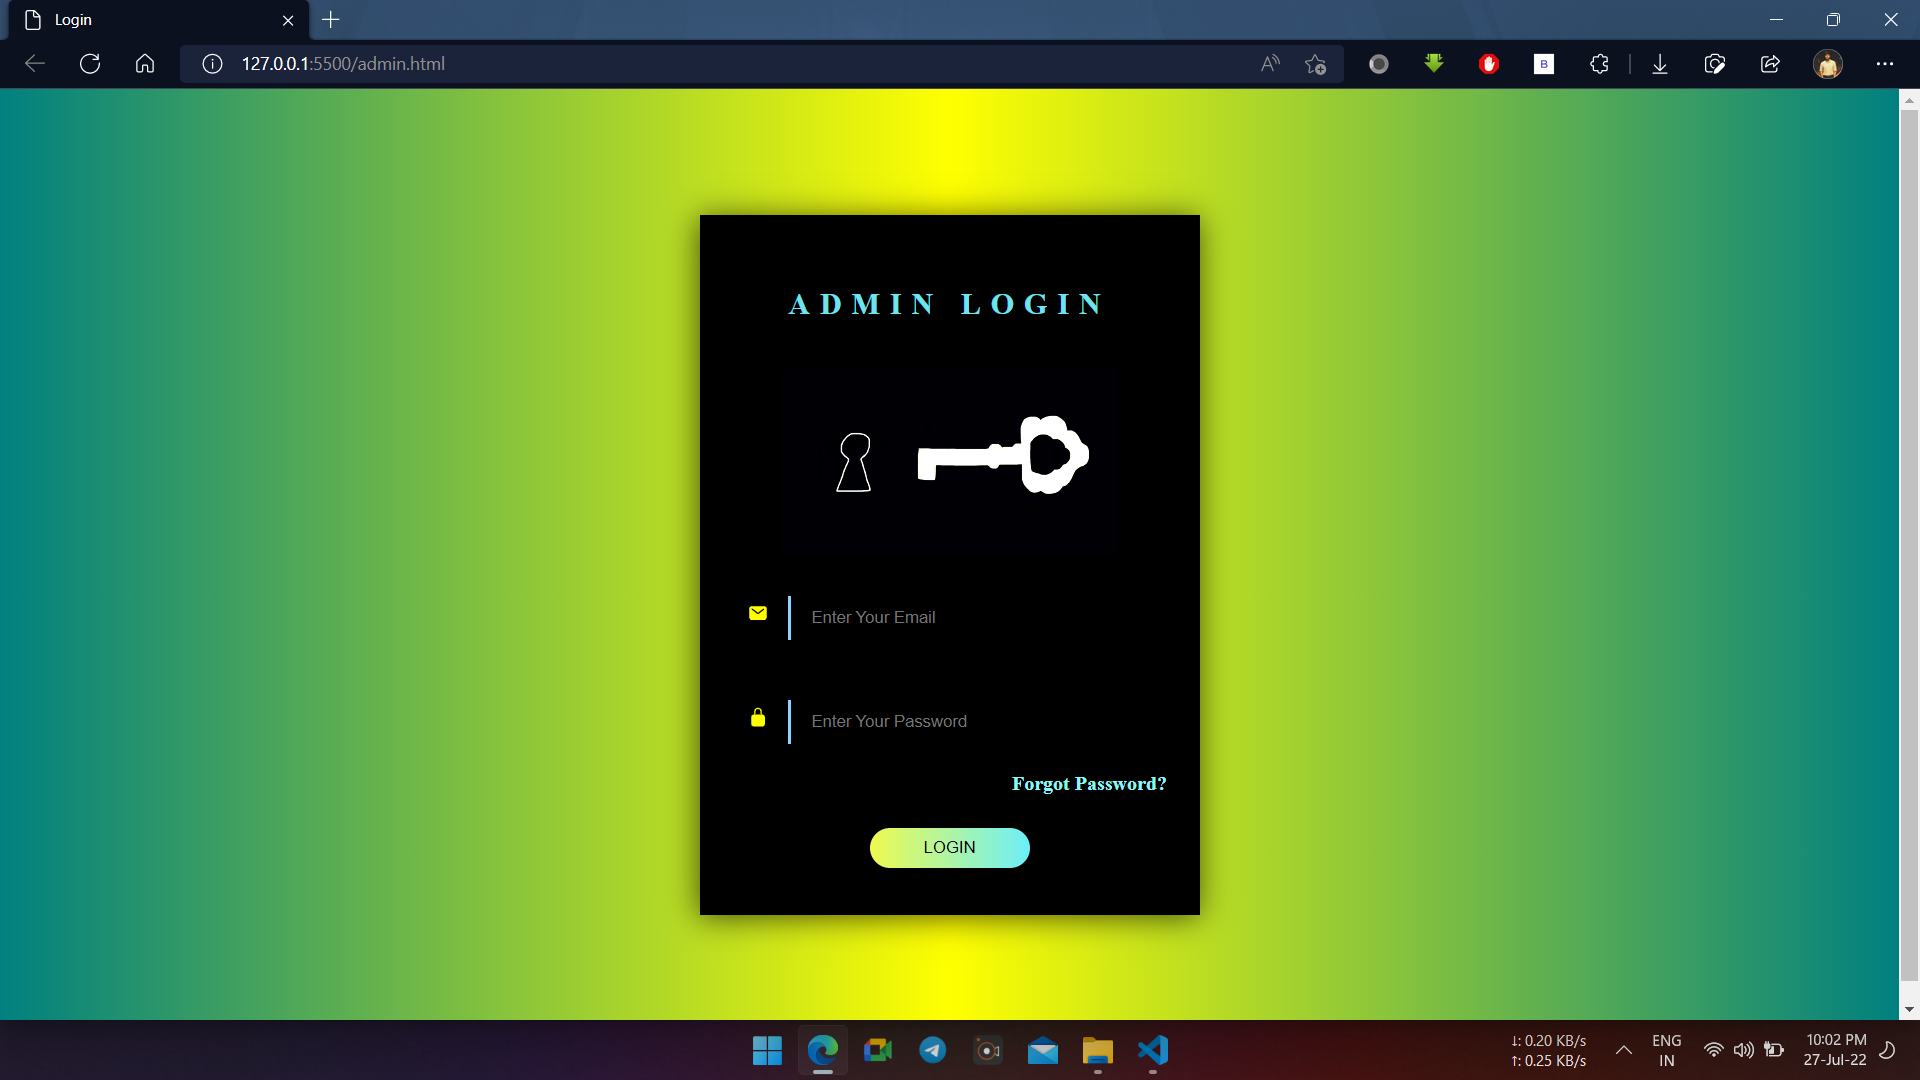 Login
127.0.0.1:5500/admin.html
B
ADMIN LOGIN
Enter Your Email
Enter Your Password
Forgot Password?
LOGIN
↓: 0.20 KB/s
↑: 0.25 KB/s
ENG
IN
10:02 PM
27-Jul-22